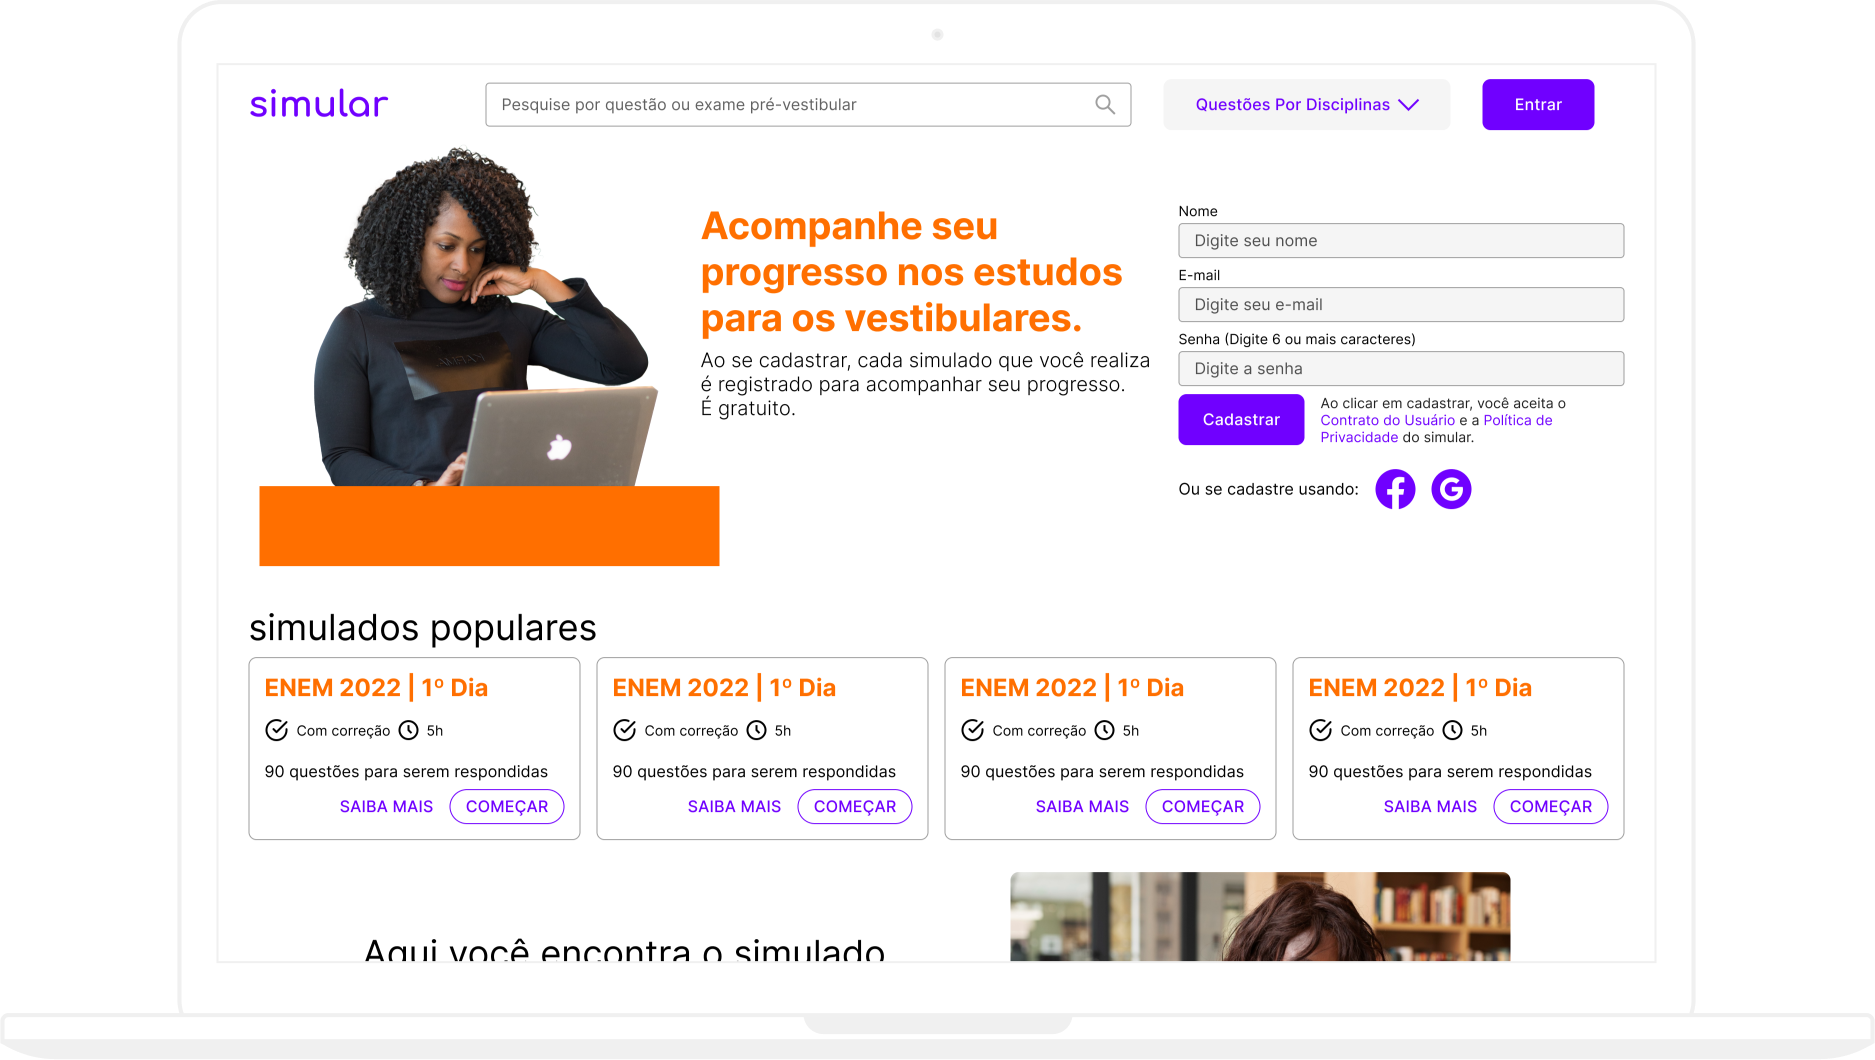 simular
Pesquise por questão ou exame pré-vestibular
Questões Por Disciplinas
Entrar
Acompanhe seu
progresso nos estudos
para os vestibulares.
Ao se cadastrar, cada simulado que você realiza
é registrado para acompanhar seu progresso.
É gratuito.
Nome
Digite seu nome
E-mail
Digite seu e-mail
Senha (Digite 6 ou mais caracteres)
Digite a senha
Cadastrar
Ao clicar em cadastrar, você aceita o
Contrato do Usuário e a Política de
Privacidade do simular.
Ou se cadastre usando:
simulados populares
ENEM 2022 | 1º Dia
Com correção 5h
90 questões para serem respondidas
SAIBA MAIS COMEÇAR
ENEM 2022 | 1º Dia
Com correção 5h
90 questões para serem respondidas
SAIBA MAIS COMEÇAR
ENEM 2022 | 1º Dia
Com correção 5h
90 questões para serem respondidas
SAIBA MAIS COMEÇAR
ENEM 2022 | 1º Dia
Com correção 5h
90 questões para serem respondidas
SAIBA MAIS COMEÇAR
Aqui você encontra o simulado